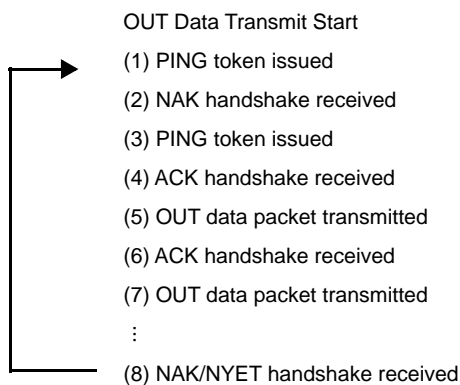 OUT Data Transmit Start
(1) PING token issued
(2) NAK handshake received
(3) PING token issued
(4) ACK handshake received
(5) OUT data packet transmitted
(6) ACK handshake received
(7) OUT data packet transmitted
⋮
(8) NAK/NYET handshake received